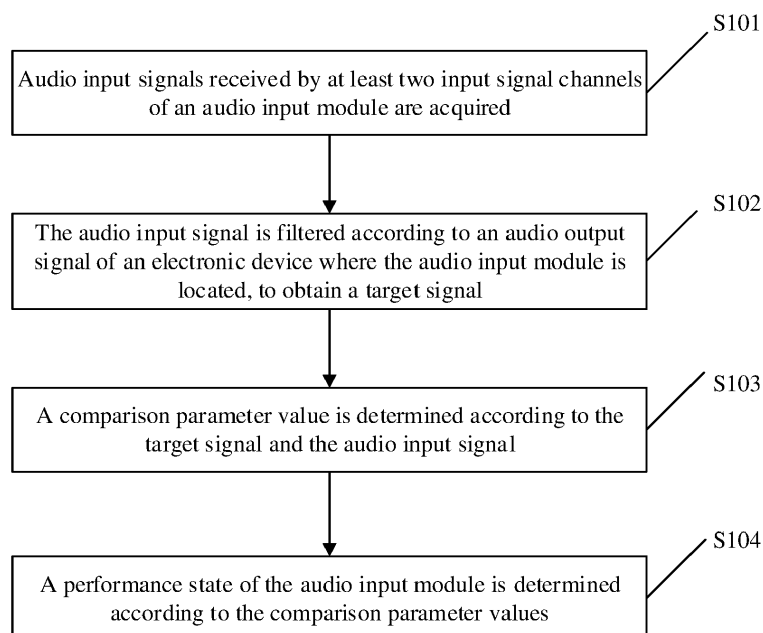 S101
Audio input signals received by at least two input signal channels
of an audio input module are acquired
S102
The audio input signal is filtered according to an audio output
signal of an electronic device where the audio input module is
located, to obtain a target signal
S103
A comparison parameter value is determined according to the
target signal and the audio input signal
S104
A performance state of the audio input module is determined
according to the comparison parameter values